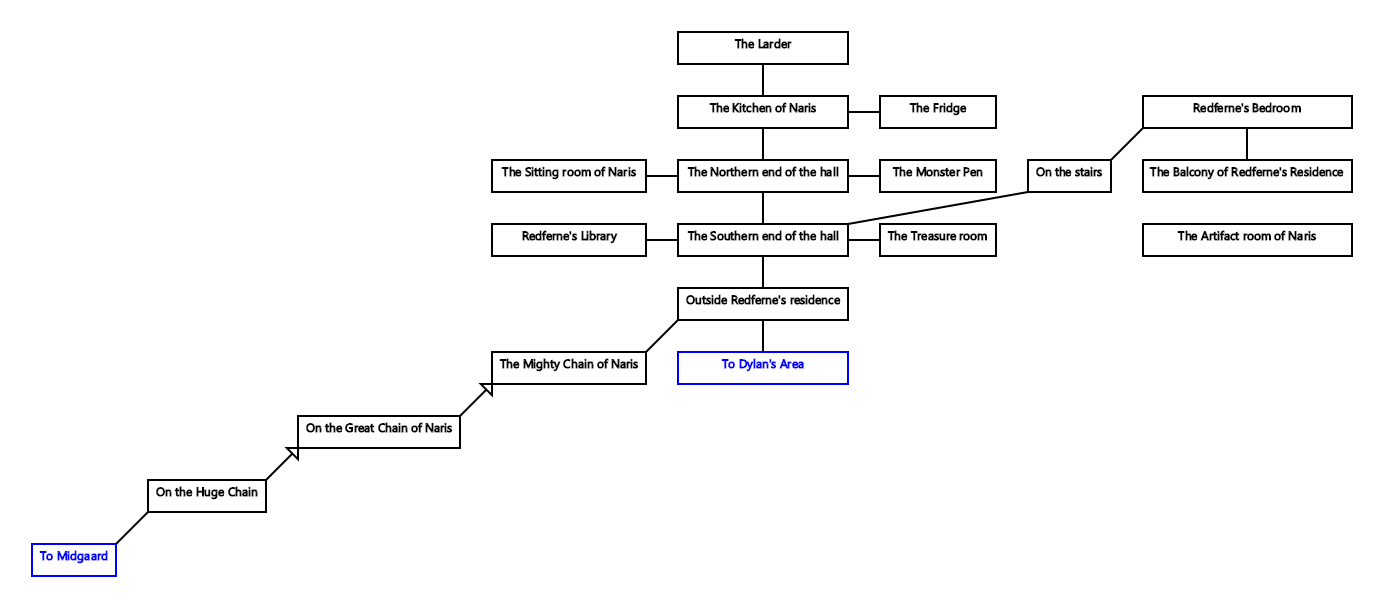 The Larder
The Kitchen of Naris
The Fridge
Redferne's Bedroom
The Sitting room of Naris
The Northern end of the hall
The Monster Pen
On the stairs
The Balcony of Redferne's Residence
Redferne's Library
The Southern end of the hall
The Treasure room
The Artifact room of Naris
Outside Redferne's residence
The Mighty Chain of Naris
To Dylan's Area
On the Great Chain of Naris
On the Huge Chain
To Midgaard